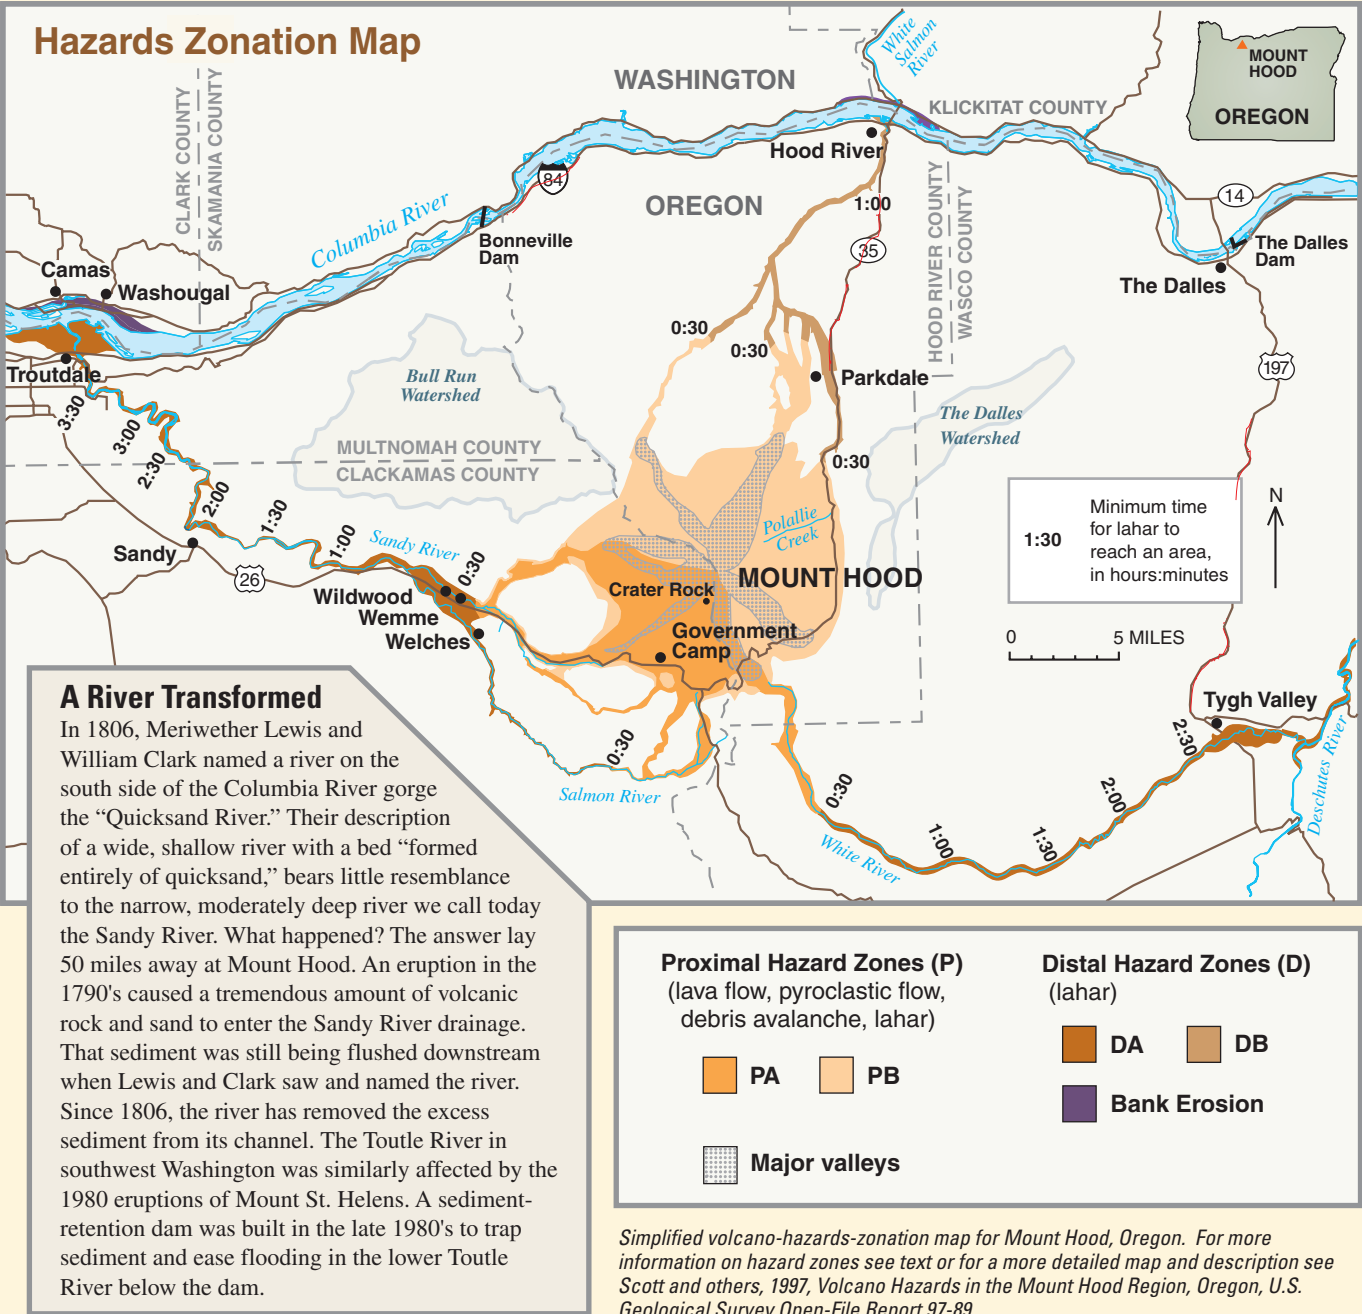 Hazards Zonation Map
WASHINGTON
White
Salmon
River
KLICKITAT COUNTY
MOUNT
HOOD
OREGON
CLARK COUNTY
SKAMANIA COUNTY
Hood River
84
OREGON
Columbia River
Bonneville
Dam
1:00
35
HOOD RIVER COUNTY
WASCO COUNTY
14
The Dalles
Dam
The Dalles
Camas
Washougal
Troutdale
0:30
0:30
Parkdale
197
Bull Run
Watershed
The Dalles
Watershed
3:30
3:00
2:30
2:00
1:30
1:00
0:30
MULTNOMAH COUNTY
CLACKAMAS COUNTY
0:30
Sandy
26
Sandy River
Polallie
Creek
MOUNT HOOD
Crater Rock
Government
Camp
Wildwood
Wemme
Welches
1:30
Minimum time
for lahar to
reach an area,
in hours:minutes
N
0 5 MILES
0:30
Salmon River
0:30
White River
1:00
1:30
2:00
2:30
Tygh Valley
Deschutes River
A River Transformed
In 1806, Meriwether Lewis and
William Clark named a river on the
south side of the Columbia River gorge
the “Quicksand River.” Their description
of a wide, shallow river with a bed “formed
entirely of quicksand,” bears little resemblance
to the narrow, moderately deep river we call today
the Sandy River. What happened? The answer lay
50 miles away at Mount Hood. An eruption in the
1790's caused a tremendous amount of volcanic
rock and sand to enter the Sandy River drainage.
That sediment was still being flushed downstream
when Lewis and Clark saw and named the river.
Since 1806, the river has removed the excess
sediment from its channel. The Toutle River in
southwest Washington was similarly affected by the
1980 eruptions of Mount St. Helens. A sediment-
retention dam was built in the late 1980's to trap
sediment and ease flooding in the lower Toutle
River below the dam.
Proximal Hazard Zones (P)
(lava flow, pyroclastic flow,
debris avalanche, lahar)
PA
PB
Major valleys
Distal Hazard Zones (D)
(lahar)
DA
DB
Bank Erosion
Simplified volcano-hazards-zonation map for Mount Hood, Oregon. For more
information on hazard zones see text or for a more detailed map and description see
Scott and others, 1997, Volcano Hazards in the Mount Hood Region, Oregon, U.S.
Geological Survey Open-File Report 97-89